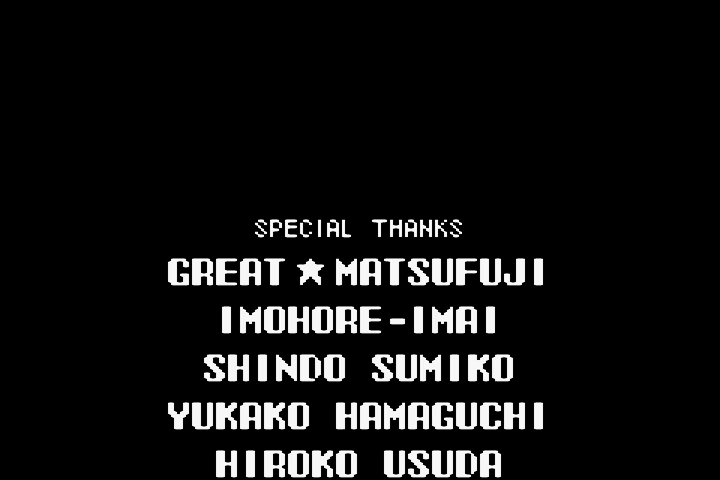 SPECIAL THANKS
GREAT★MATSUFUJI
IMOHORE-IMAI
SHINDO SUMIKO
YUKAKO HAMAGUCHI
HIROKO USUDA